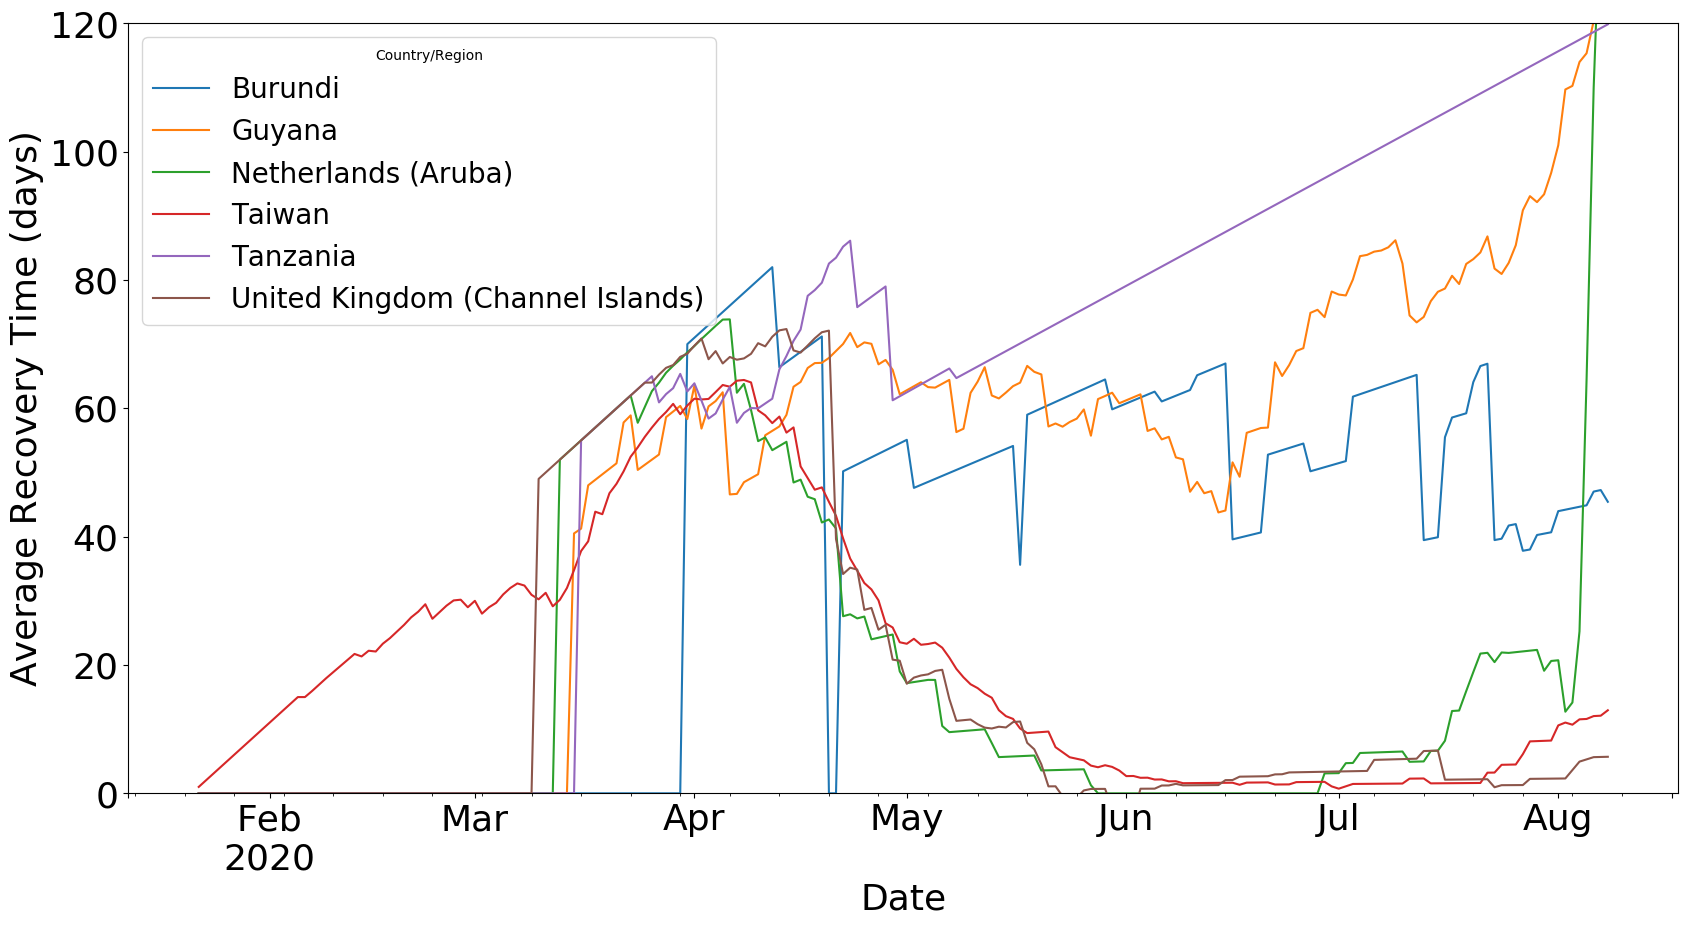 Country/Region
Burundi
Guyana
Netherlands (Aruba)
Taiwan
Tanzania
United Kingdom (Channel Islands)
Average Recovery Time (days)
120
100
80
60
40
20
0
Feb
2020
Mar
Apr
May
Jun
Jul
Aug
Date